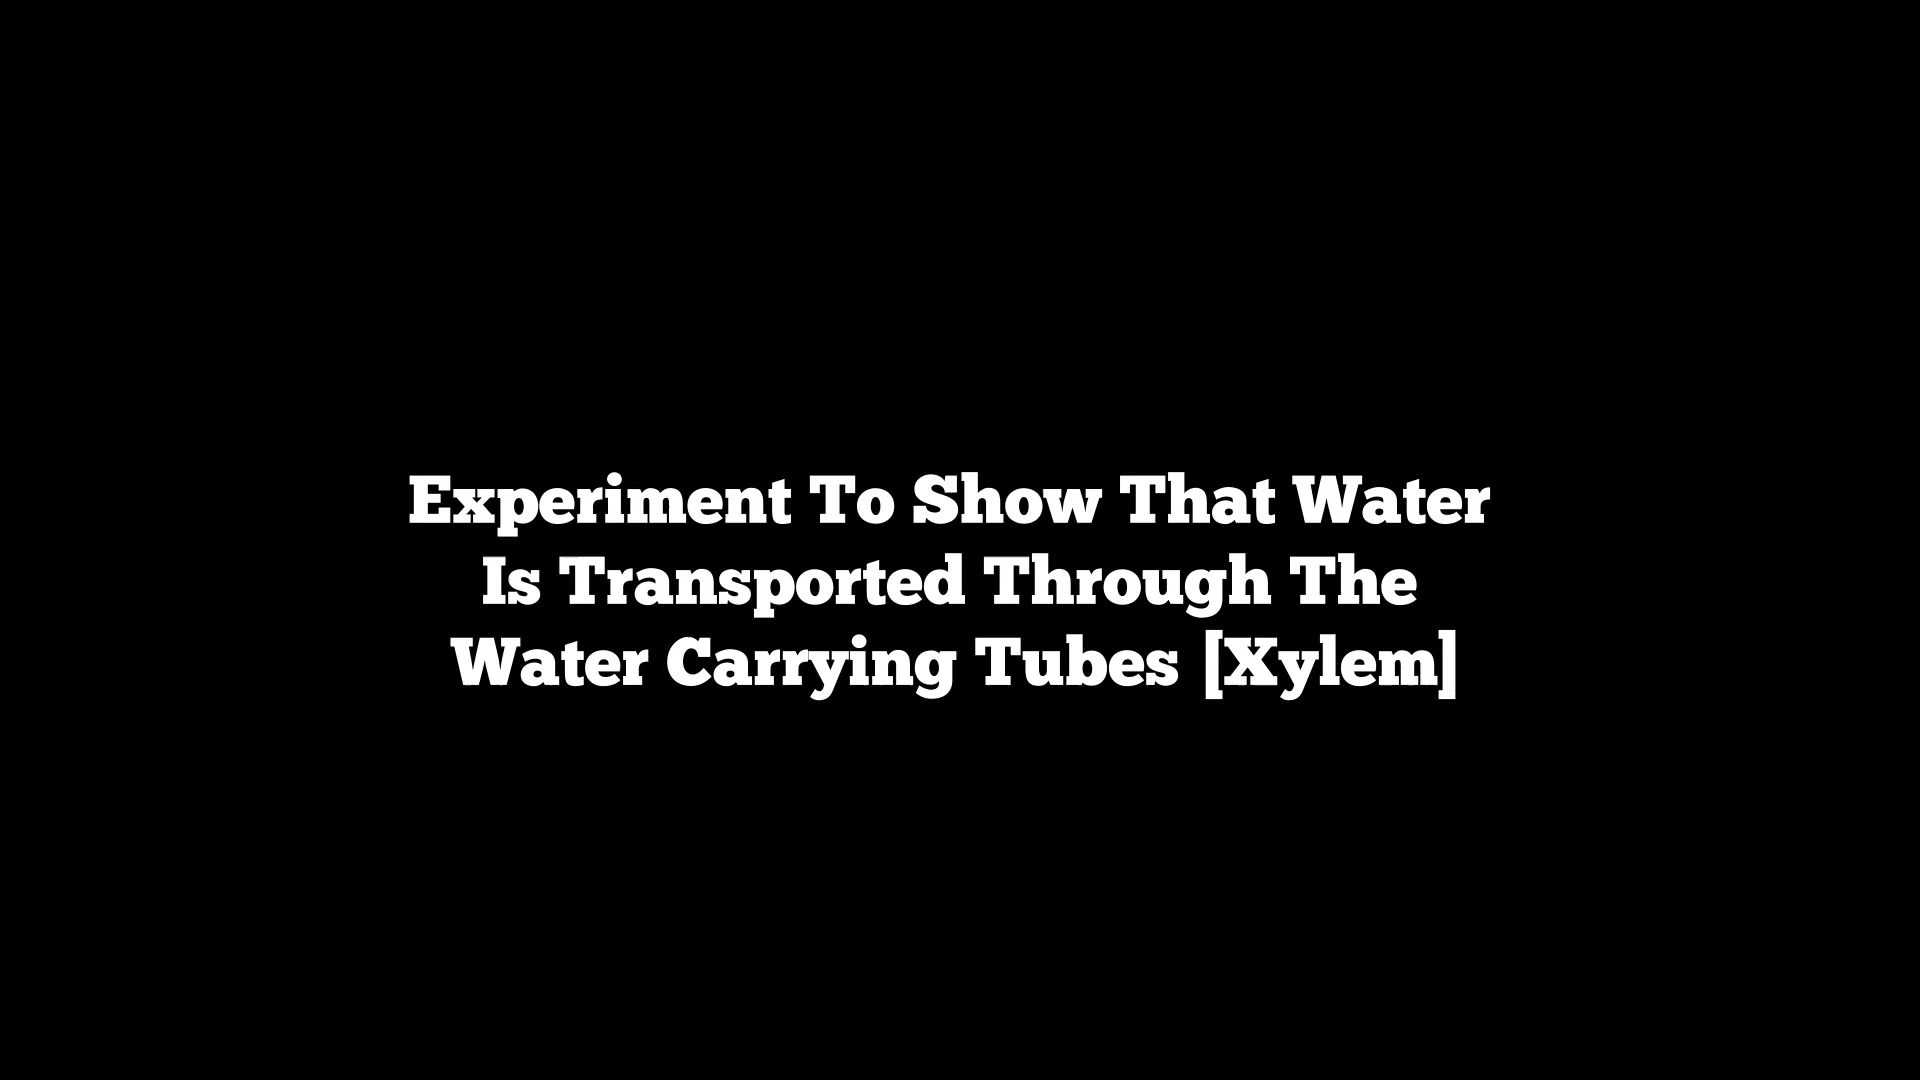 Experiment To Show That Water
Is Transported Through The
Water Carrying Tubes [Xylem]